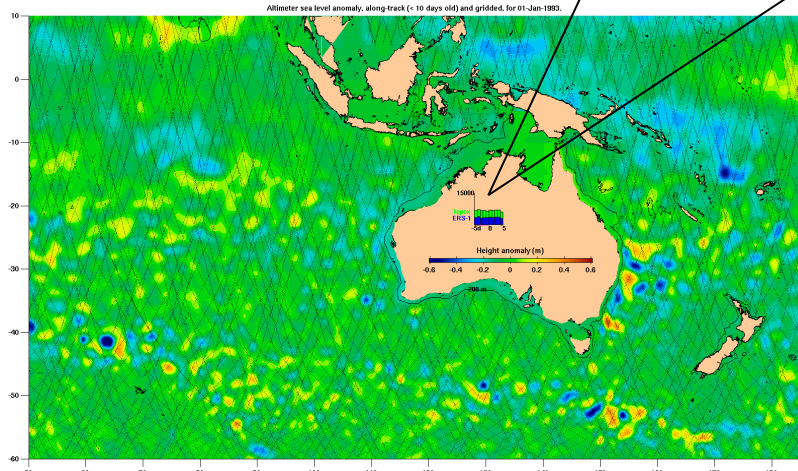 Altimeter sea level anomaly, along-track (< 10 days old) and gridded, for 01-Jan-1993.
10
0
-10
-20
-30
-40
-50
-60
15000
Topex
ERS-1
-5d 0 5
Height anomaly (m)
-0.6 -0.4 -0.2 0 0.2 0.4 0.6
200 m